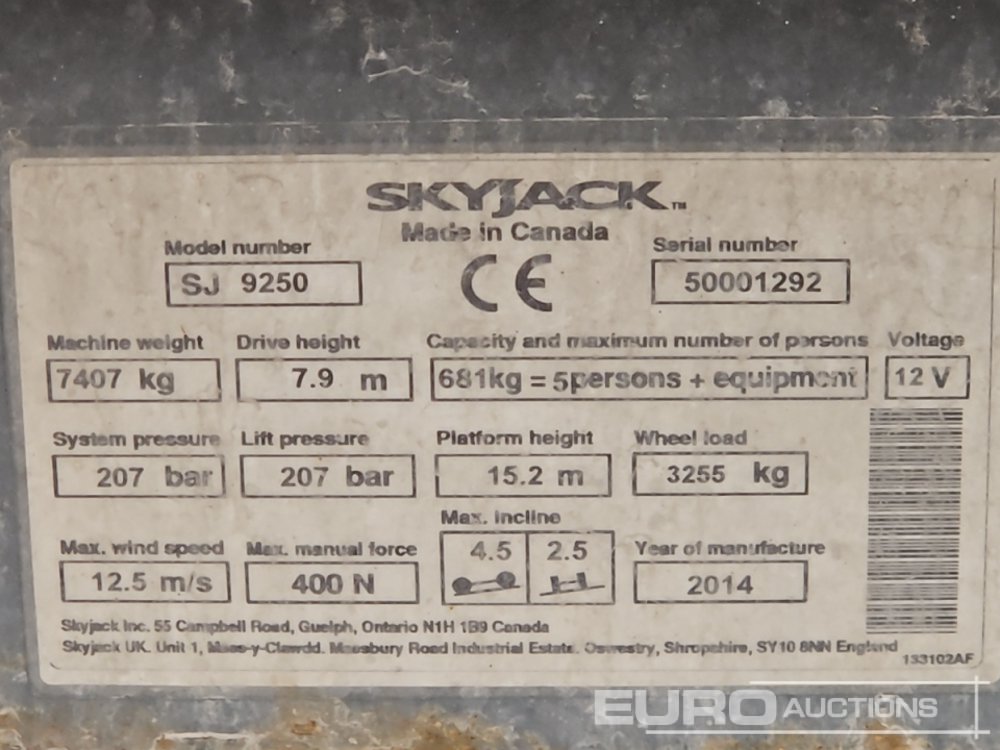 SKYJACK™
Made in Canada
Model number
SJ 9250
CE
Serial number
50001292
Machine weight
7407 kg
Drive height
7.9 m
Capacity and maximum number of persons
681kg = 5persons + equipment
Voltage
12 V
System pressure
207 bar
Lift pressure
207 bar
Platform height
15.2 m
Wheel load
3255 kg
Max. wind speed
12.5 m/s
Max. manual force
400 N
Max. incline
4.5 2.5
Year of manufacture
2014
Skyjack Inc. 55 Campbell Road, Guelph, Ontario N1H 1B9 Canada
Skyjack UK. Unit 1, Maes-y-Clawdd. Maesbury Road Industrial Estate. Oswestry, Shropshire, SY10 8NN England
133102AF
EURO AUCTIONS